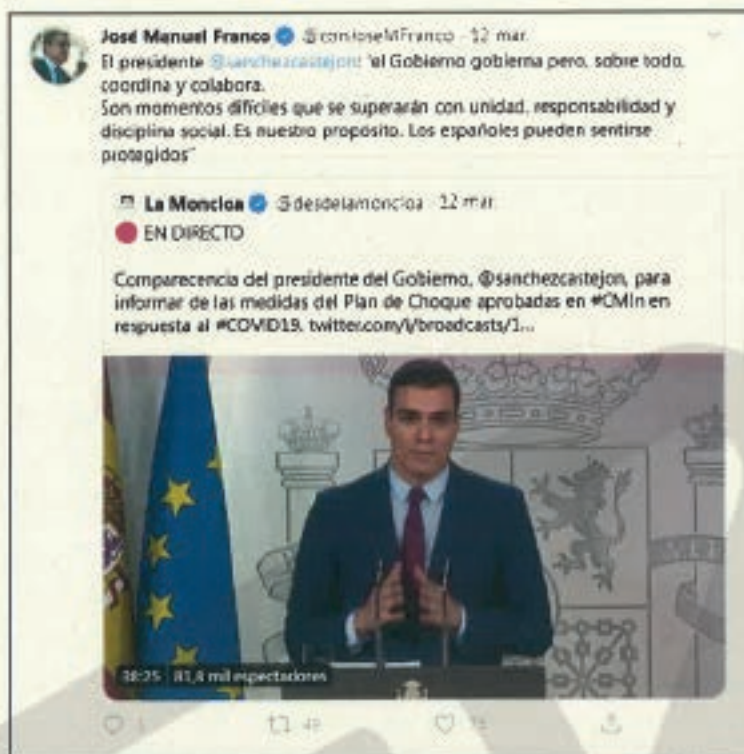 José Manuel Franco @conJoseMFranco · 12 mar.
El presidente @sanchezcastejon: "el Gobierno gobierna pero, sobre todo,
coordina y colabora.
Son momentos difíciles que se superarán con unidad, responsabilidad y
disciplina social. Es nuestro propósito. Los españoles pueden sentirse
protegidos"
La Moncloa @desdelamoncloa · 12 mar.
EN DIRECTO
Comparecencia del presidente del Gobierno, @sanchezcastejon, para
informar de las medidas del Plan de Choque aprobadas en #CMin en
respuesta al #COVID19. twitter.com/i/broadcasts/1...
38:25 81,8 mil espectadores